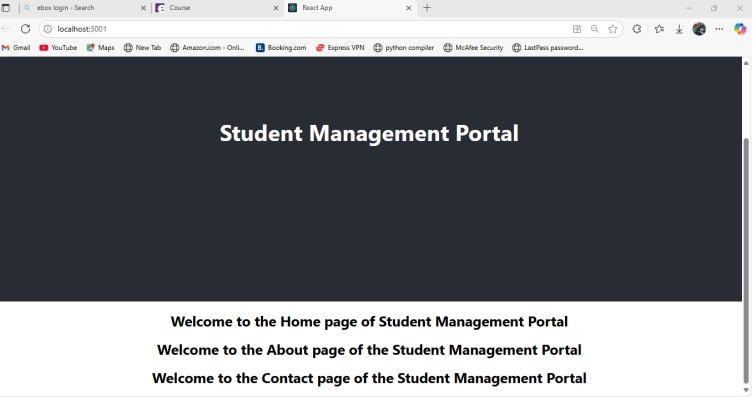 ebox login - Search
Course
React App
localhost:3001
Gmail
YouTube
Maps
New Tab
Amazon.com - Onli...
B.
Booking.com
Express VPN
python compiler
McAfee Security
LastPass password...
Student Management Portal
Welcome to the Home page of Student Management Portal
Welcome to the About page of the Student Management Portal
Welcome to the Contact page of the Student Management Portal